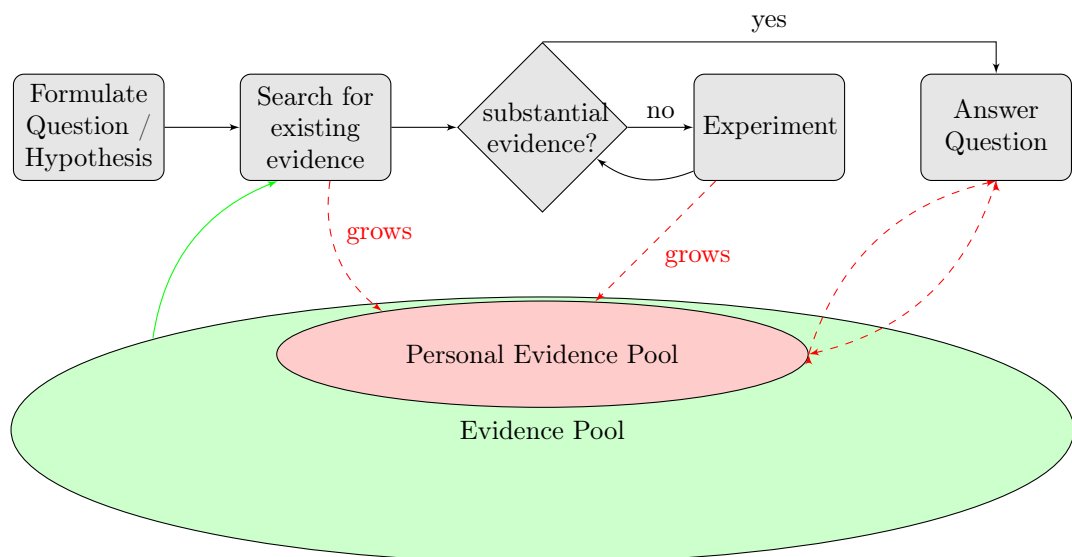 yes
Formulate
Question /
Hypothesis
Search for
existing
evidence
substantial
evidence?
no
Experiment
Answer
Question
grows
grows
Personal Evidence Pool
Evidence Pool